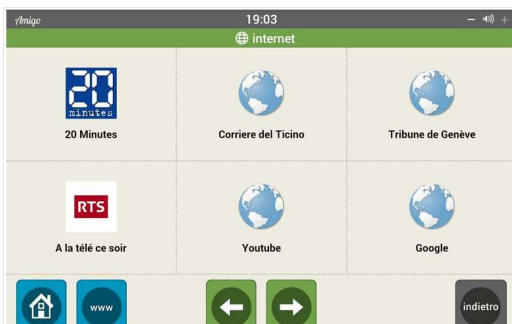 Amigo
19:03
internet
20
minutes
20 Minutes
Corriere del Ticino
Tribune de Genève
RTS
A la télé ce soir
Youtube
Google
www
indietro